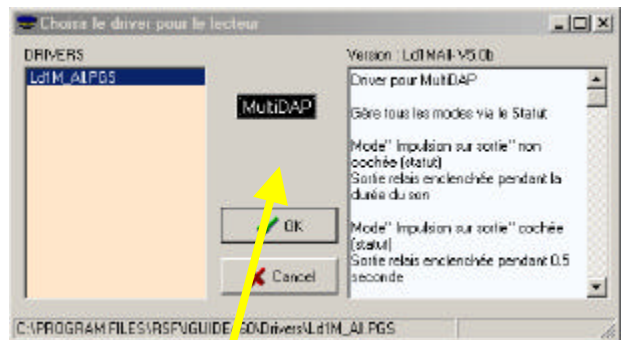 Choisir le driver pour le lecteur
DRIVERS
Ld1M_All.PGS
MultiDAP
OK
Cancel
Version : Ld1MAll-V5.0b
Driver pour MultiDAP
Gère tous les modes via le Statut
Mode" Impulsion sur sortie" non
cochée (statut)
Sortie relais enclenchée pendant la
durée du son
Mode" Impulsion sur sortie" cochée
(statut)
Sortie relais enclenchée pendant 0.5
seconde
C:\PROGRAM FILES\RSF\GUIDE 60\Drivers\Ld1M_All.PGS